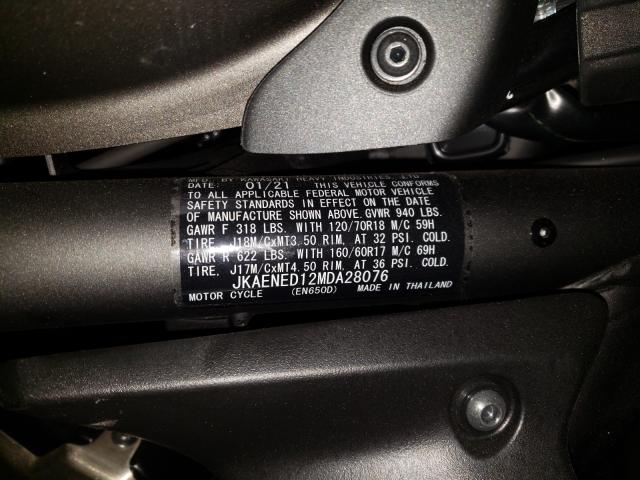 MFD. BY KAWASAKI HEAVY INDUSTRIES, LTD
DATE: 01/21 THIS VEHICLE CONFORMS
TO ALL APPLICABLE FEDERAL MOTOR VEHICLE
SAFETY STANDARDS IN EFFECT ON THE DATE
OF MANUFACTURE SHOWN ABOVE. GVWR 940 LBS.
GAWR F 318 LBS. WITH 120/70R18 M/C 59H
TIRE, J18M/CxMT3.50 RIM, AT 32 PSI. COLD.
GAWR R 622 LBS. WITH 160/60R17 M/C 69H
TIRE, J17M/CxMT4.50 RIM, AT 36 PSI. COLD.
JKAENED12MDA28076
MOTOR CYCLE (EN650D) MADE IN THAILAND